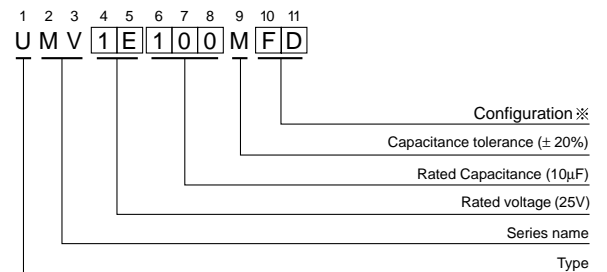 1 2 3 4 5 6 7 8 9 10 11
U M V 1 E 1 0 0 M F D
Configuration ※
Capacitance tolerance (± 20%)
Rated Capacitance (10µF)
Rated voltage (25V)
Series name
Type